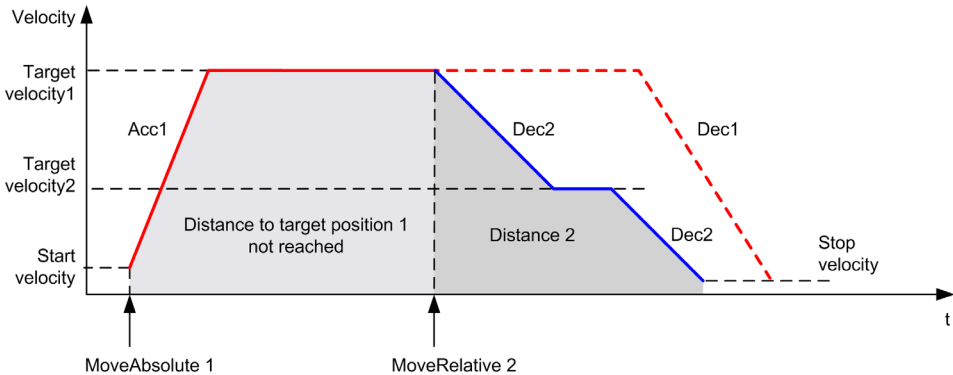 Velocity
Target
velocity1
Acc1
Dec2
Dec1
Target
velocity2
Distance to target position 1
not reached
Distance 2
Dec2
Start
velocity
Stop
velocity
t
MoveAbsolute 1
MoveRelative 2